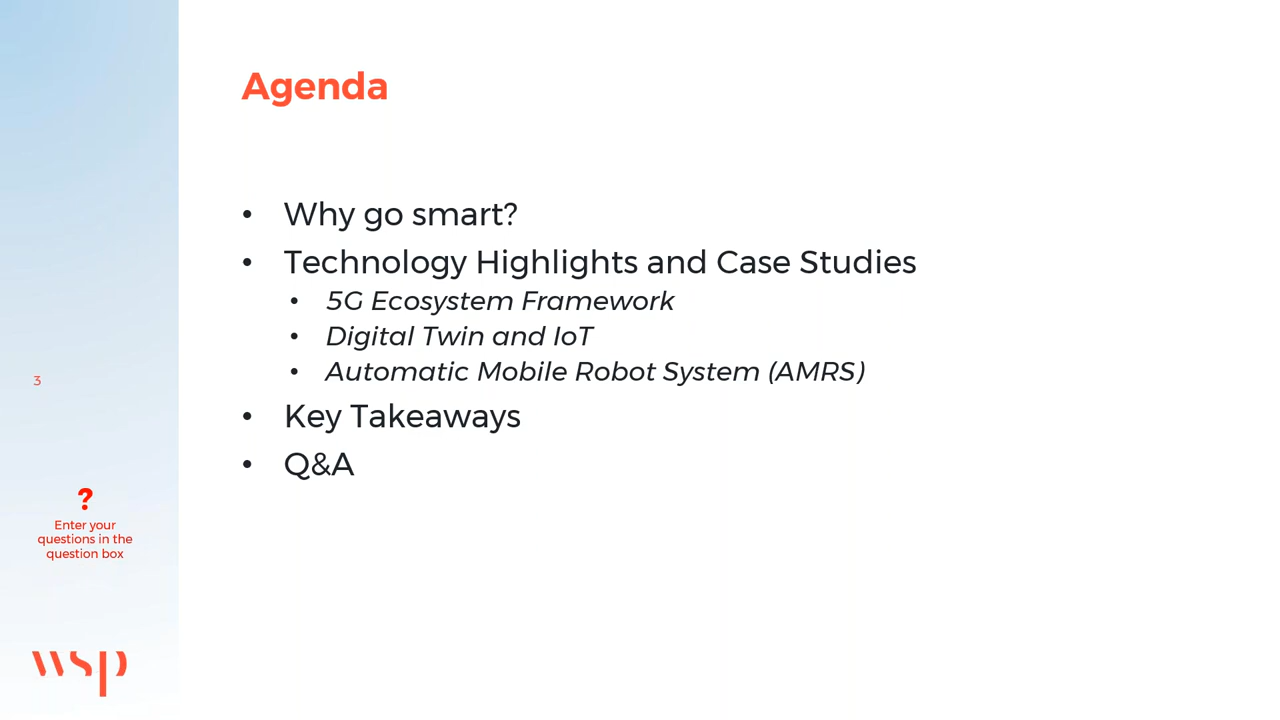 Agenda
• Why go smart?
• Technology Highlights and Case Studies
• 5G Ecosystem Framework
• Digital Twin and IoT
• Automatic Mobile Robot System (AMRS)
• Key Takeaways
• Q&A
3
?
Enter your
questions in the
question box
wsp